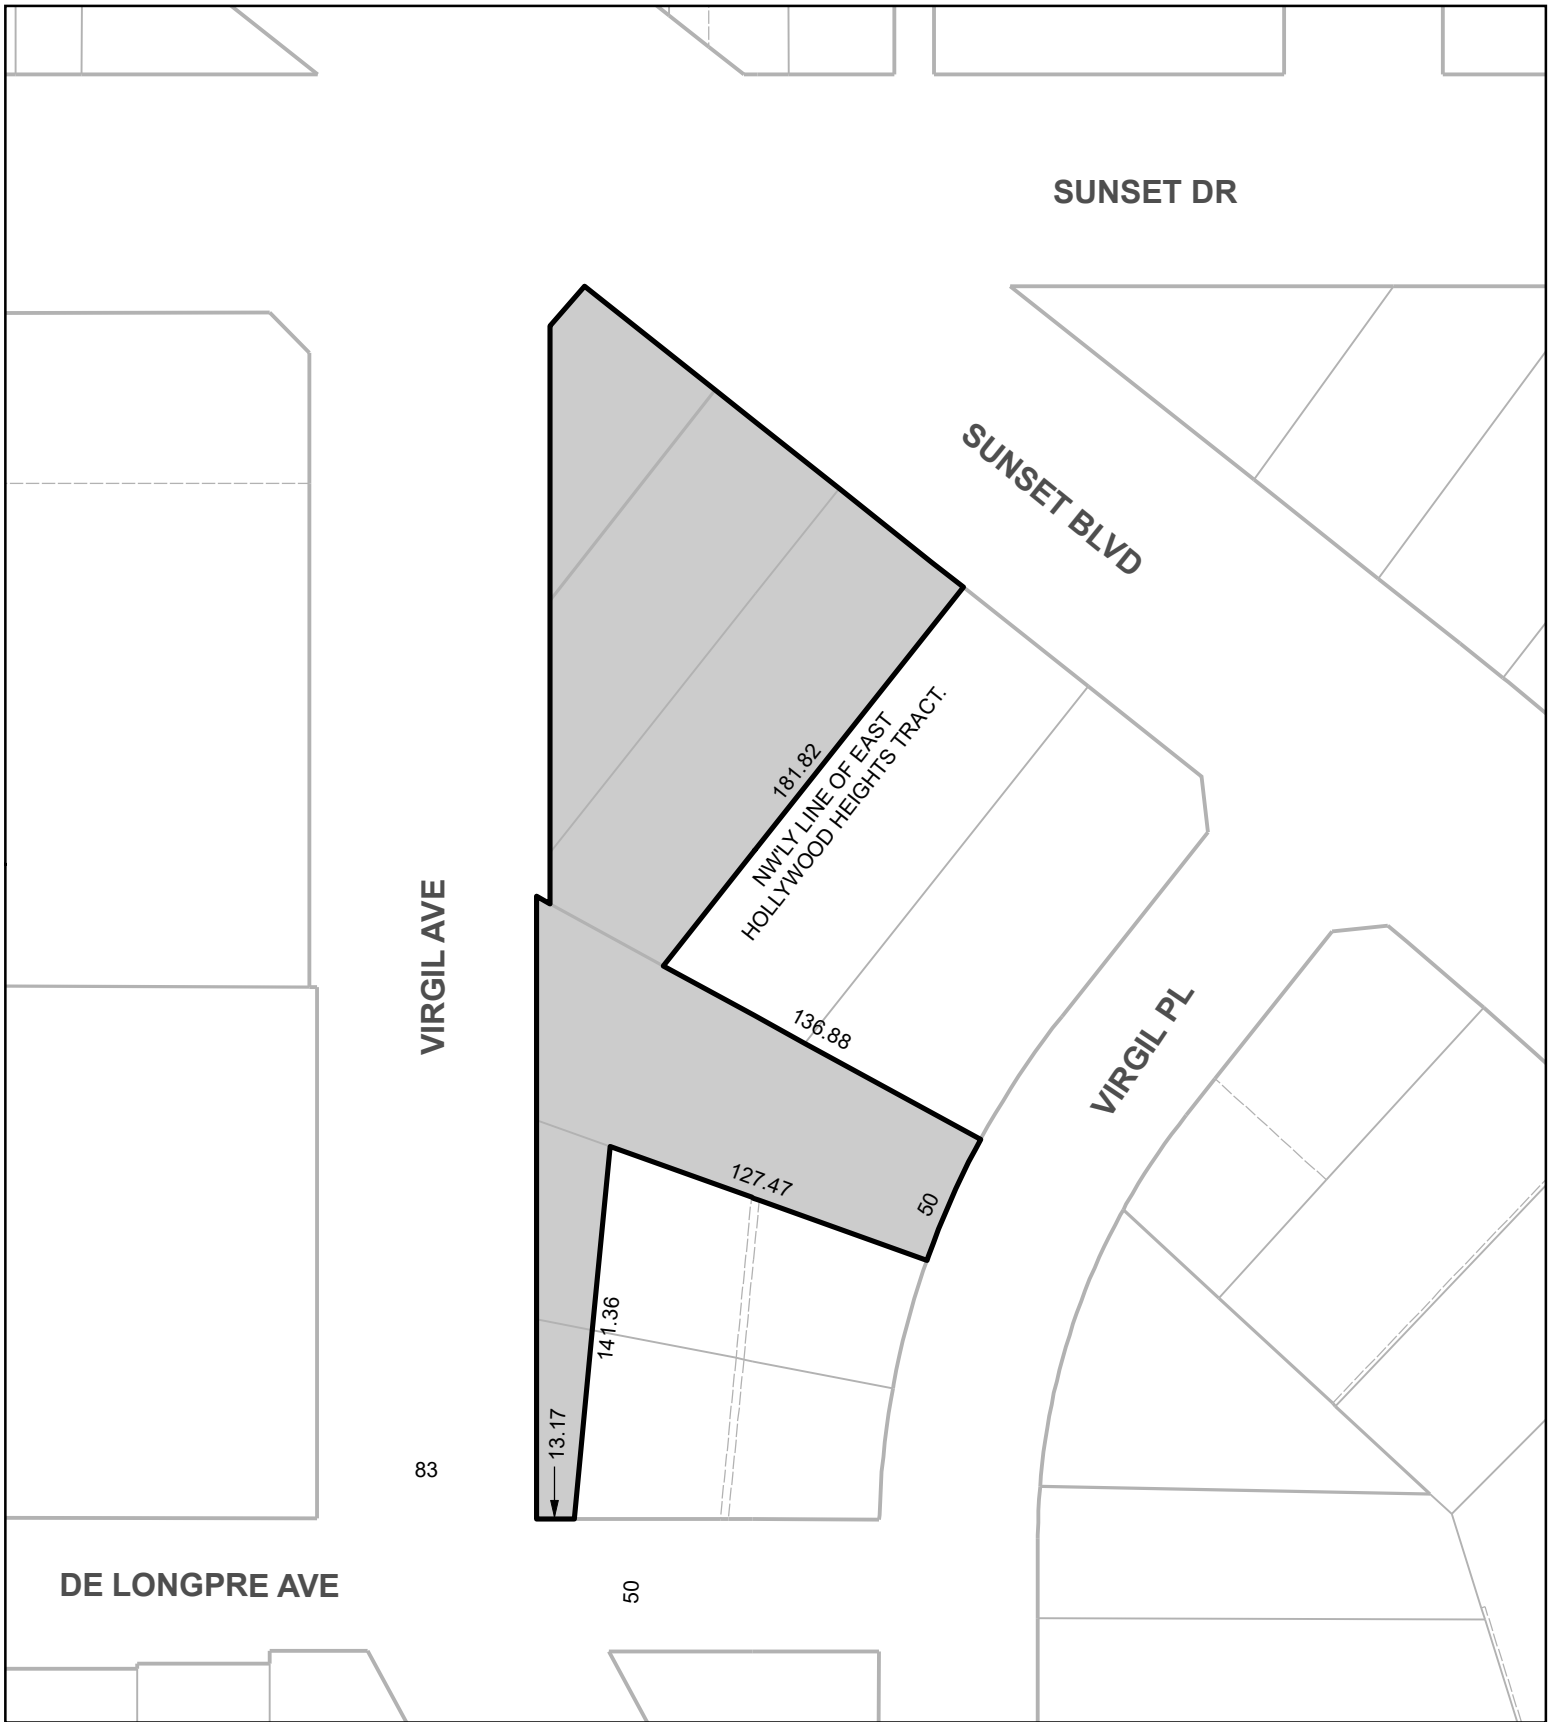 SUNSET DR
SUNSET BLVD
181.82
NW'LY LINE OF EAST
HOLLYWOOD HEIGHTS TRACT.
VIRGIL AVE
136.88
VIRGIL PL
127.47
50
141.36
13.17
83
DE LONGPRE AVE
50